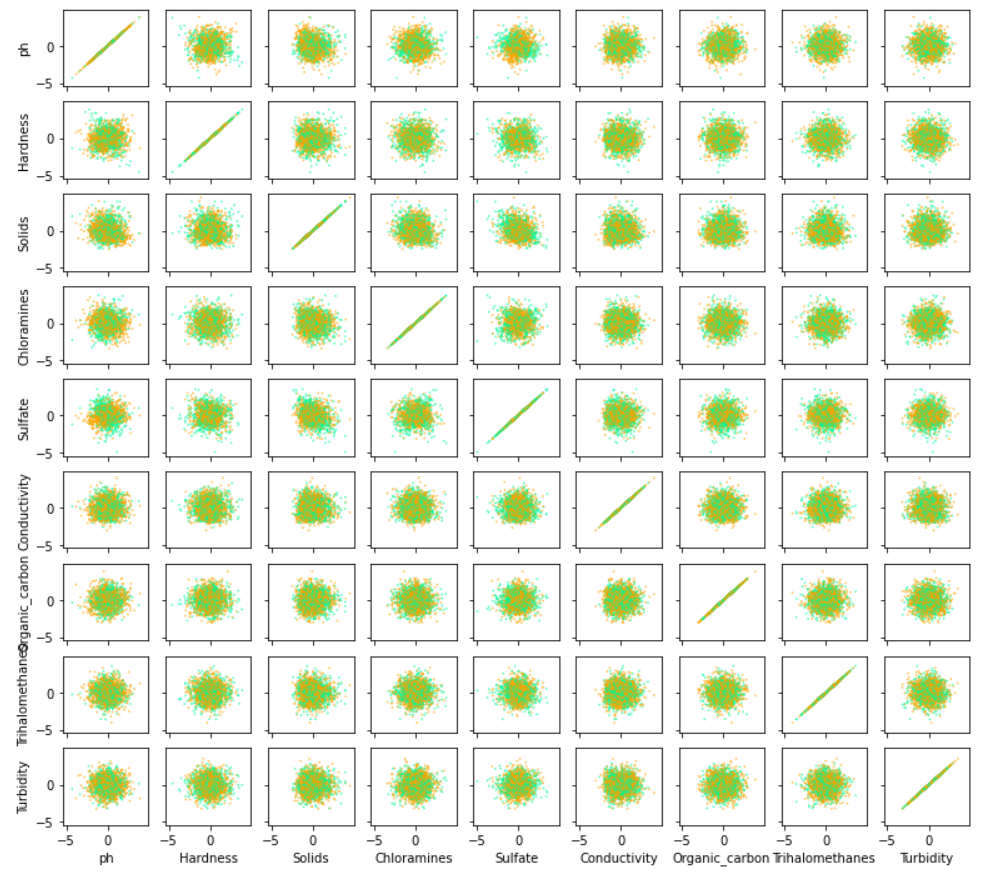 ph
0
−5
Hardness
0
−5
Solids
0
−5
Chloramines
0
−5
Sulfate
0
−5
Conductivity
0
−5
Organic_carbon
0
−5
Trihalomethanes
0
−5
Turbidity
0
−5
−5 0 −5 0 −5 0 −5 0 −5 0 −5 0 −5 0 −5 0 −5 0
ph Hardness Solids Chloramines Sulfate Conductivity Organic_carbon Trihalomethanes Turbidity